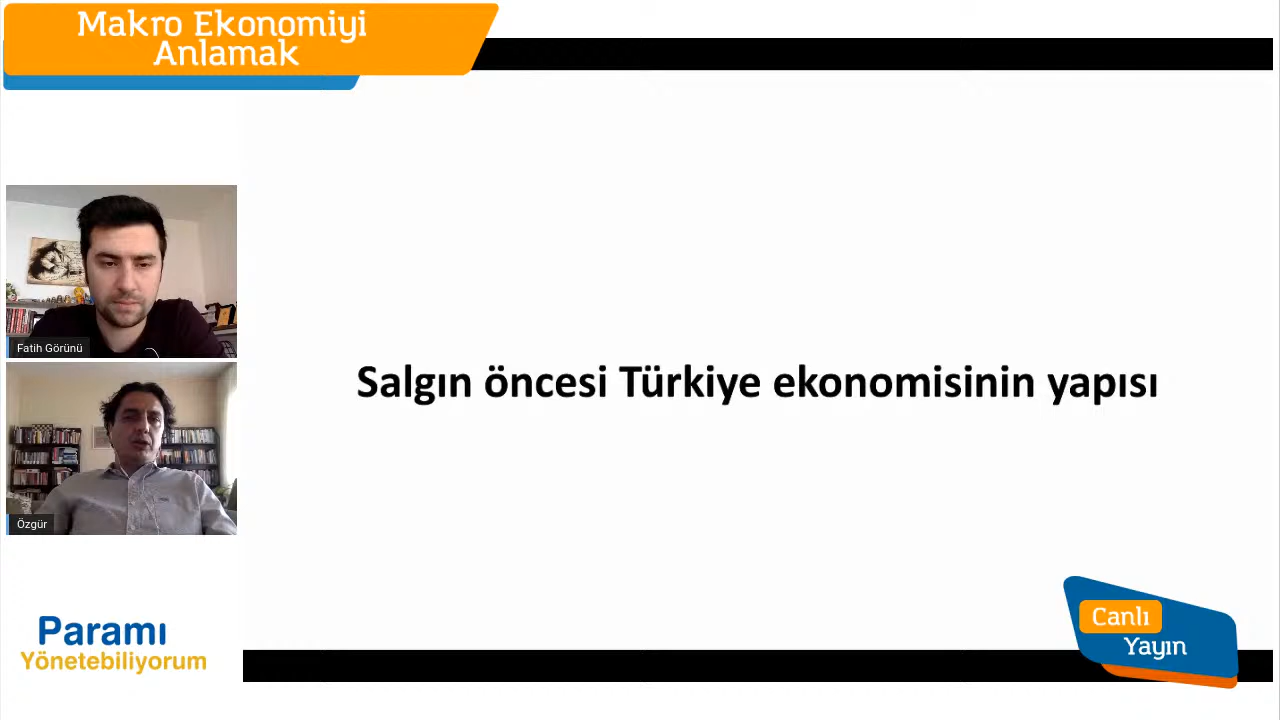 Makro Ekonomiyi
Anlamak
Fatih Görünü
Özgür
Salgın öncesi Türkiye ekonomisinin yapısı
Paramı
Yönetebiliyorum
Canlı
Yayın